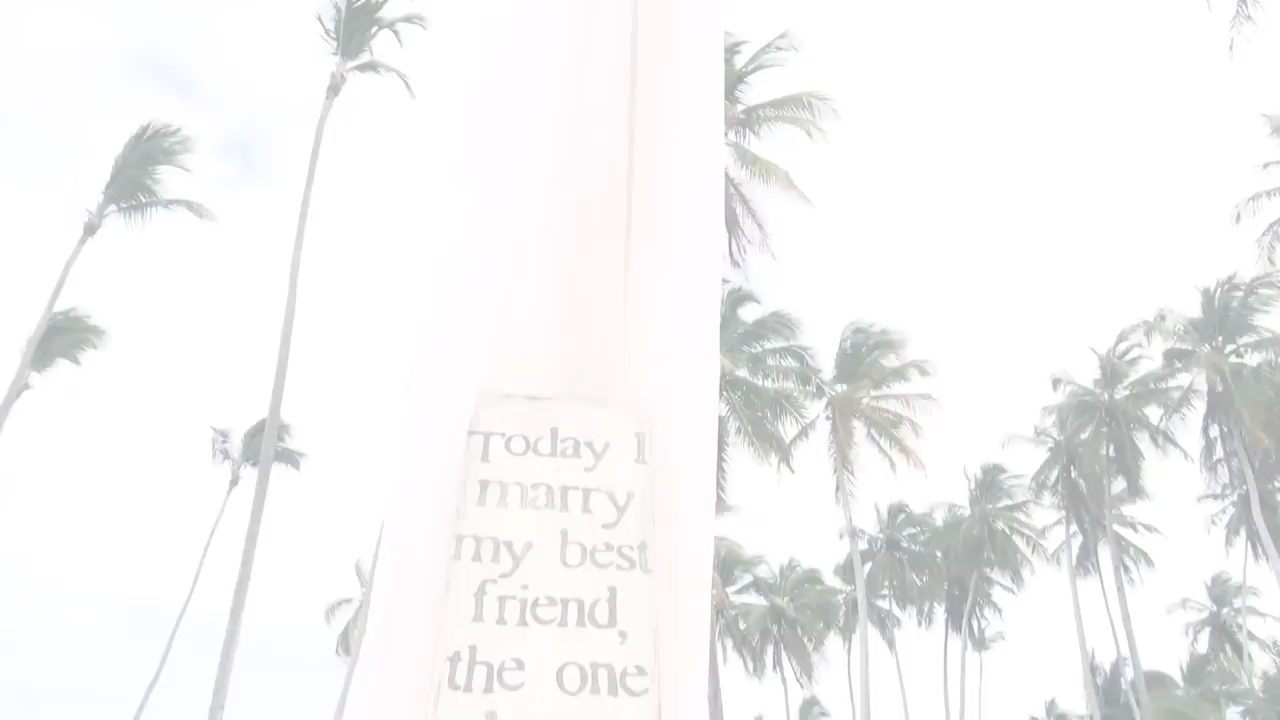 Today I
marry
my best
friend,
the one